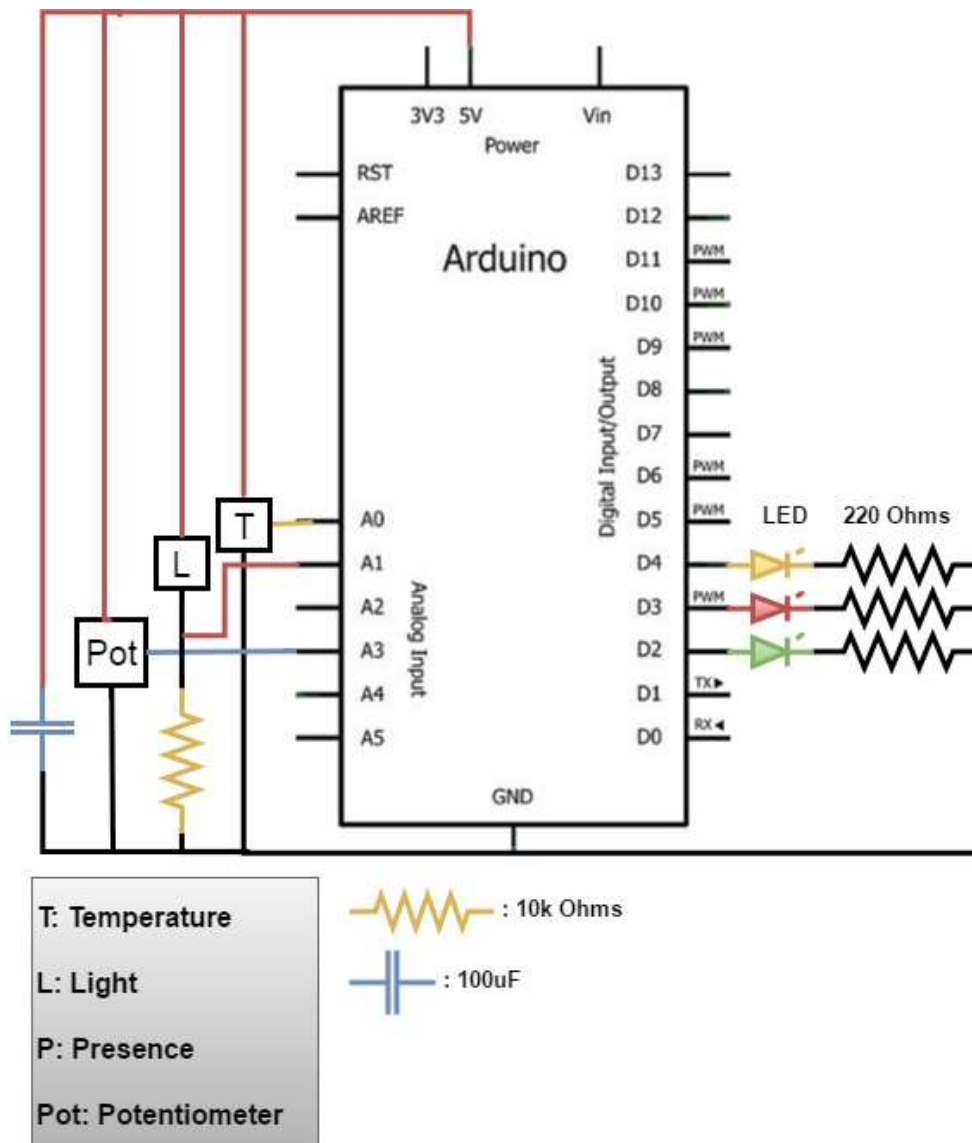 3V3 5V Vin
Power
RST D13
AREF D12
Arduino
D11 PWM
D10 PWM
D9 PWM
D8
D7
D6 PWM
Digital Input/Output
T A0 D5 PWM LED 220 Ohms
L A1 D4
A2 D3 PWM
Pot A3 D2
Analog Input
A4 D1 TX►
A5 D0 RX◄
GND
T: Temperature
L: Light
P: Presence
Pot: Potentiometer
: 10k Ohms
: 100uF